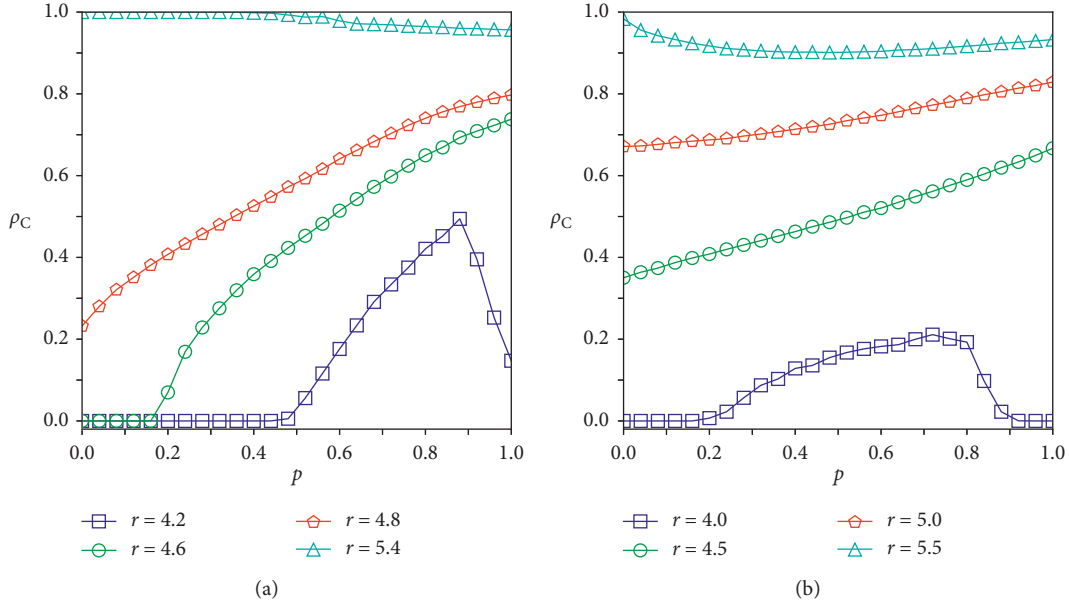 1.0
0.8
0.6
ρC
0.4
0.2
0.0
0.0 0.2 0.4 0.6 0.8 1.0
p
r = 4.2
r = 4.8
r = 4.6
r = 5.4
(a)
1.0
0.8
0.6
ρC
0.4
0.2
0.0
0.0 0.2 0.4 0.6 0.8 1.0
p
r = 4.0
r = 5.0
r = 4.5
r = 5.5
(b)